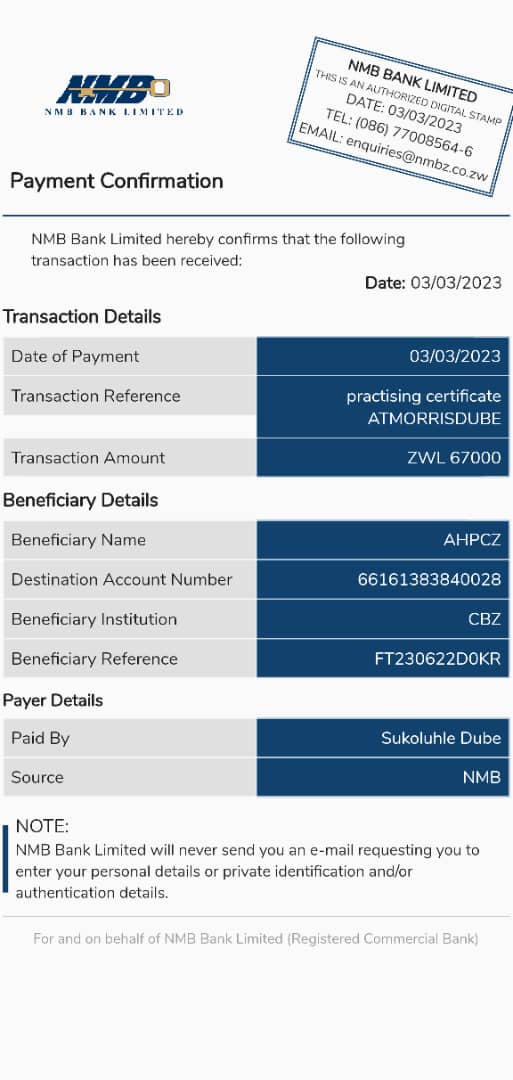 NMB
NMB BANK LIMITED
NMB BANK LIMITED
THIS IS AN AUTHORIZED DIGITAL STAMP
DATE: 03/03/2023
TEL: (086) 77008564-6
EMAIL: enquiries@nmbz.co.zw
Payment Confirmation
NMB Bank Limited hereby confirms that the following
transaction has been received:
Date: 03/03/2023
Transaction Details
Date of Payment 03/03/2023
Transaction Reference practising certificate
ATMORRISDUBE
Transaction Amount ZWL 67000
Beneficiary Details
Beneficiary Name AHPCZ
Destination Account Number 66161383840028
Beneficiary Institution CBZ
Beneficiary Reference FT230622D0KR
Payer Details
Paid By Sukoluhle Dube
Source NMB
NOTE:
NMB Bank Limited will never send you an e-mail requesting you to
enter your personal details or private identification and/or
authentication details.
For and on behalf of NMB Bank Limited (Registered Commercial Bank)